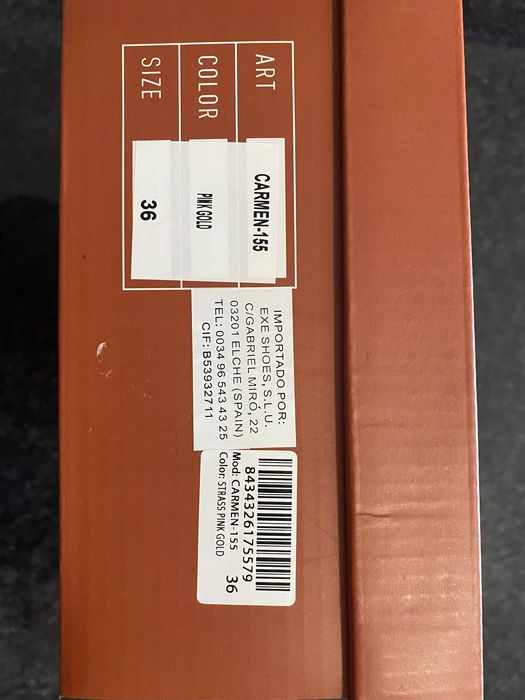 ART
CARMEN-155
COLOR
PINK GOLD
SIZE
36
IMPORTADO POR:
EXE SHOES, S.L.U.
C/GABRIEL MIRÓ, 22
03201 ELCHE (SPAIN)
TEL: 0034 96 543 43 25
CIF: B53932711
8434326175579
Mod: CARMEN-155
36
Color: STRASS PINK GOLD